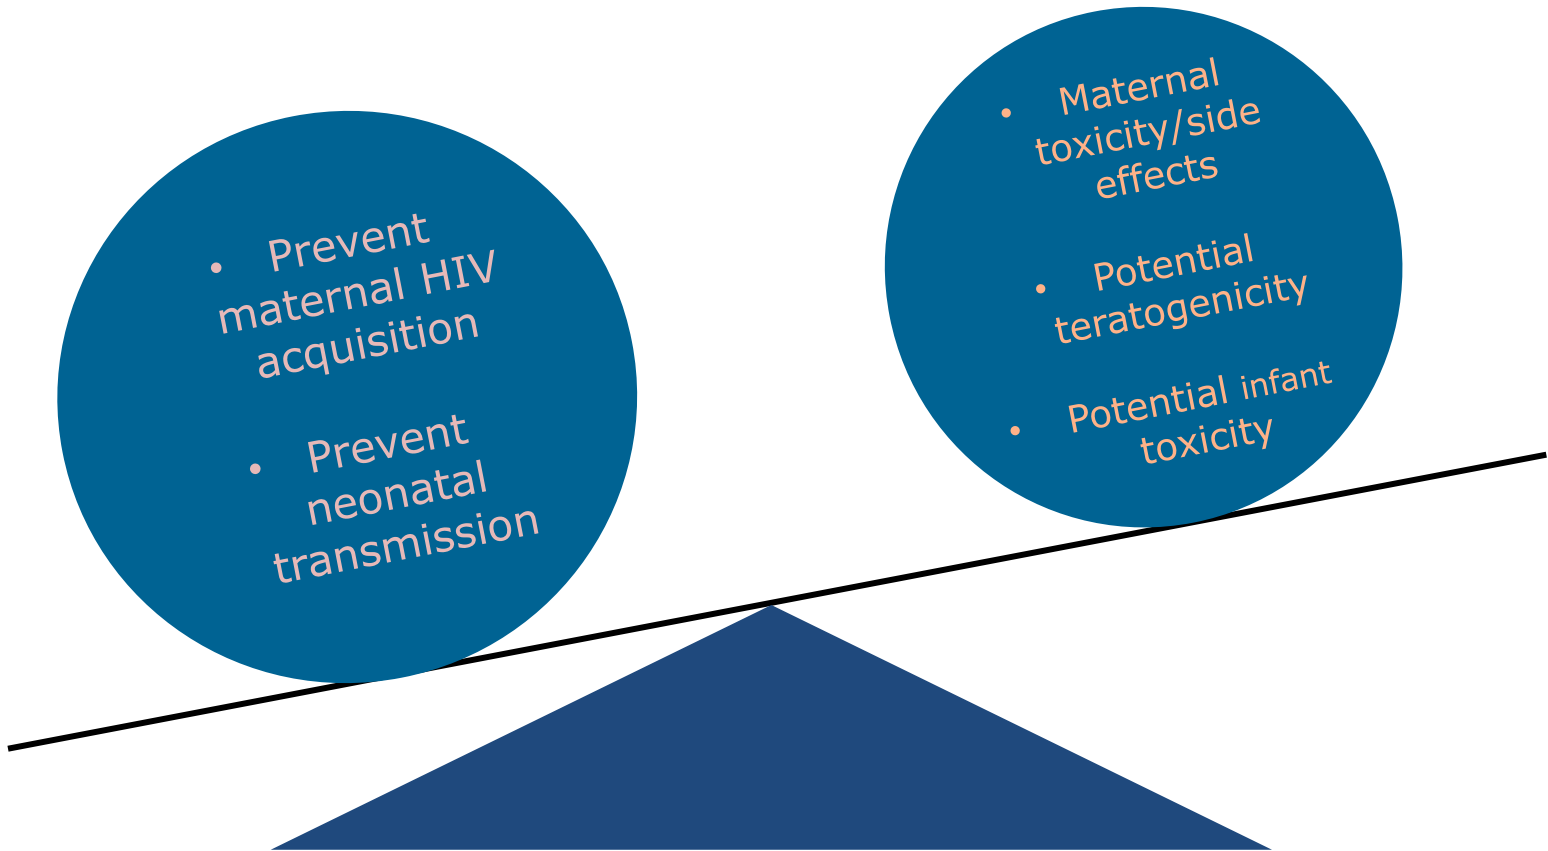 • Prevent
maternal HIV
acquisition
• Prevent
neonatal
transmission
• Maternal
toxicity/side
effects
• Potential
teratogenicity
• Potential infant
toxicity